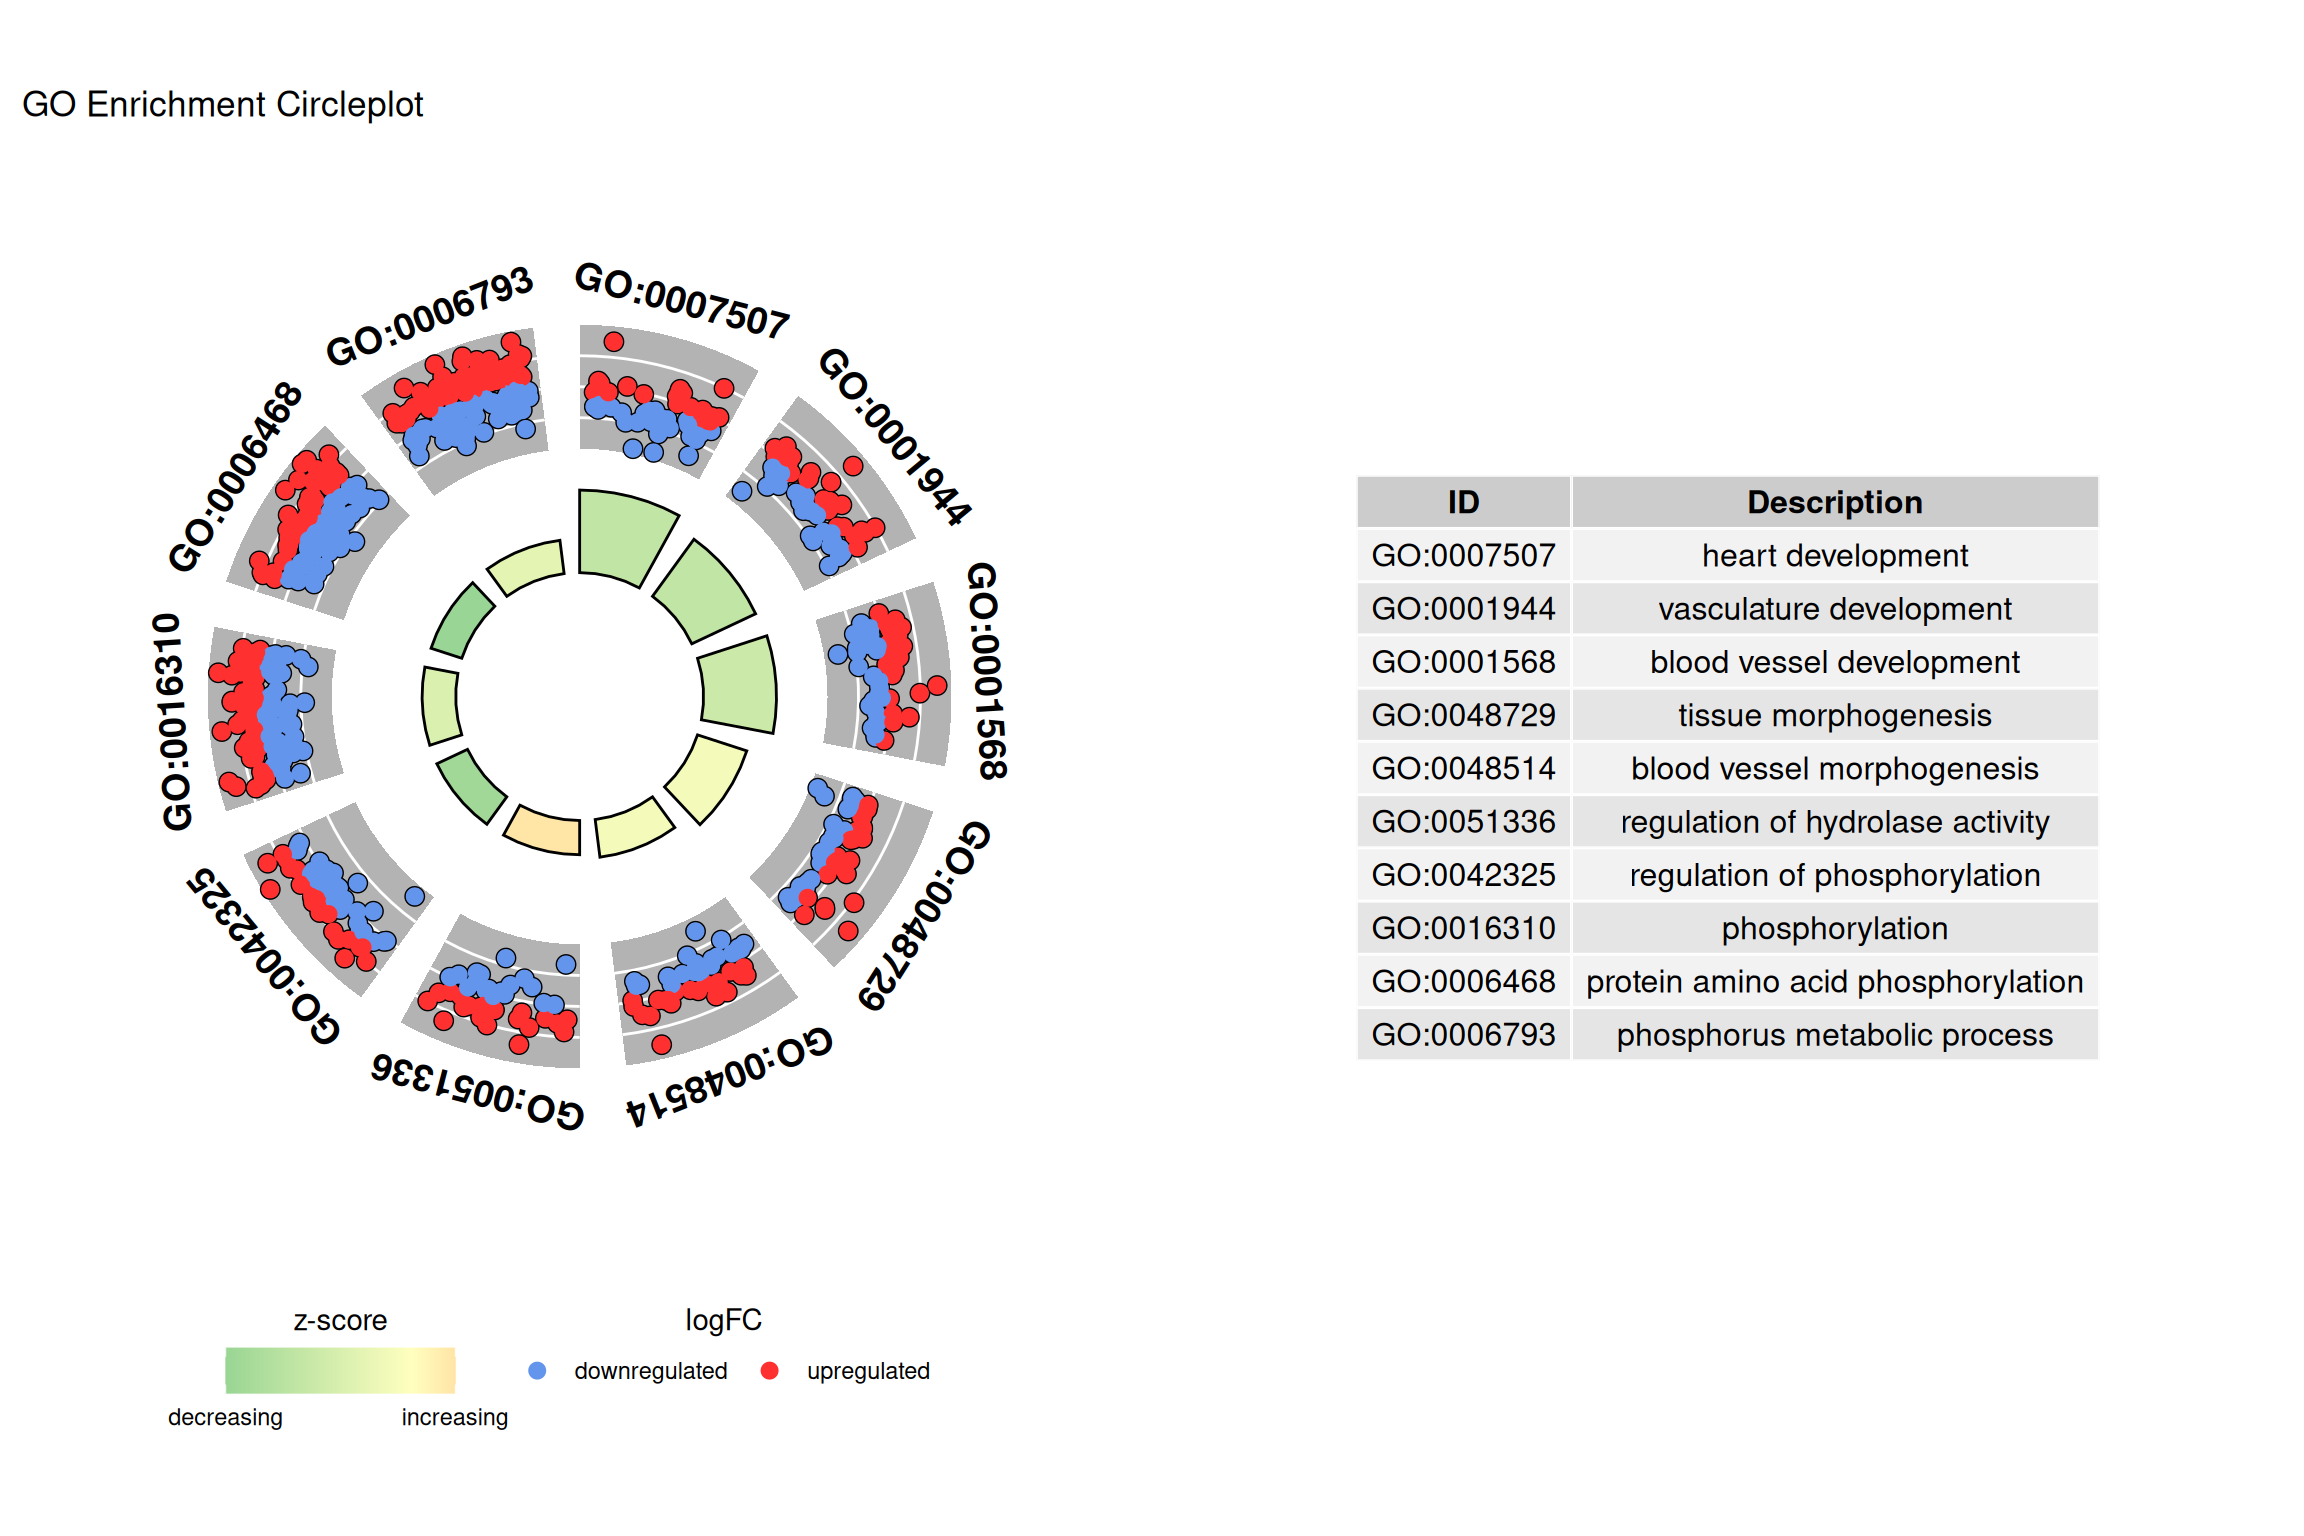 GO Enrichment Circleplot
GO:0007507
GO:0001944
GO:0001568
GO:0048729
GO:0048514
GO:0051336
GO:0042325
GO:0016310
GO:0006468
GO:0006793
ID Description
GO:0007507 heart development
GO:0001944 vasculature development
GO:0001568 blood vessel development
GO:0048729 tissue morphogenesis
GO:0048514 blood vessel morphogenesis
GO:0051336 regulation of hydrolase activity
GO:0042325 regulation of phosphorylation
GO:0016310 phosphorylation
GO:0006468 protein amino acid phosphorylation
GO:0006793 phosphorus metabolic process
z-score
decreasing increasing
logFC
downregulated upregulated